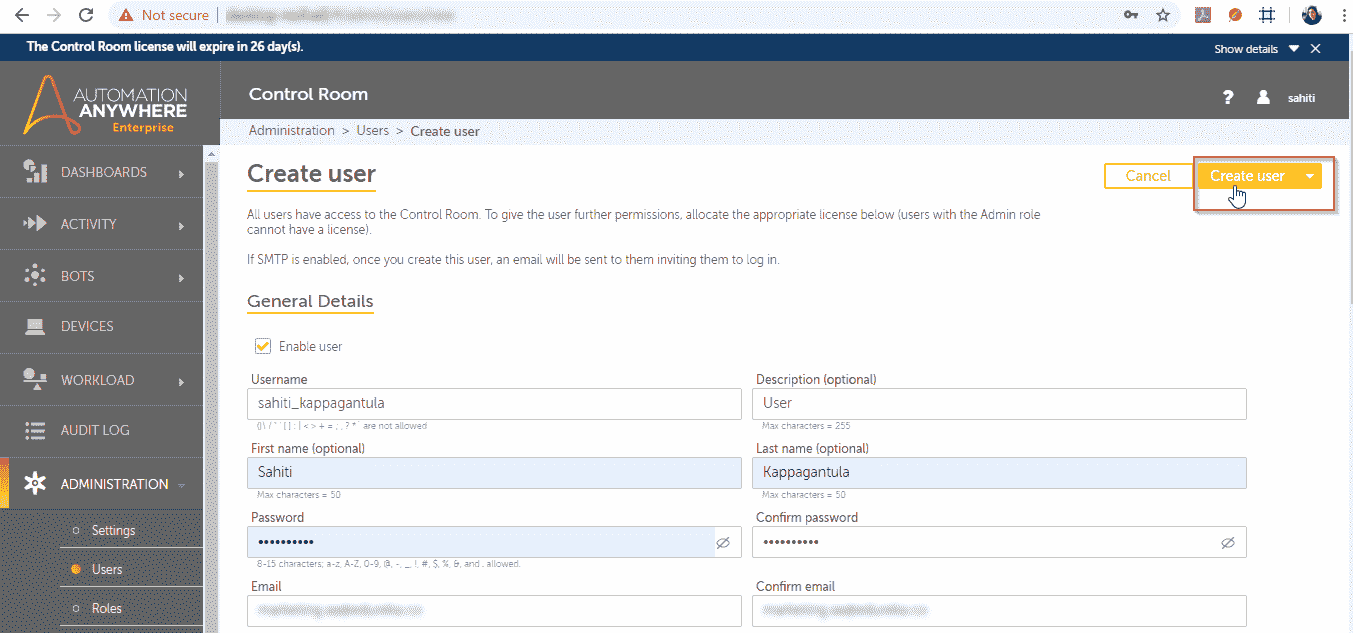 Not secure
The Control Room license will expire in 26 day(s).
Show details
AUTOMATION
ANYWHERE
Enterprise
Control Room
?
sahiti
Administration > Users > Create user
DASHBOARDS
ACTIVITY
BOTS
DEVICES
WORKLOAD
AUDIT LOG
ADMINISTRATION
Settings
Users
Roles
Create user
Cancel
Create user
All users have access to the Control Room. To give the user further permissions, allocate the appropriate license below (users with the Admin role
cannot have a license).
If SMTP is enabled, once you create this user, an email will be sent to them inviting them to log in.
General Details
Enable user
Username
Description (optional)
sahiti_kappagantula
User
are not allowed
Max characters = 255
First name (optional)
Last name (optional)
Sahiti
Kappagantula
Max characters = 50
Max characters = 50
Password
Confirm password
••••••••••
••••••••••
8-15 characters; a-z, A-Z, 0-9, @, -, _, !, #, $, %, &, and . allowed.
Email
Confirm email